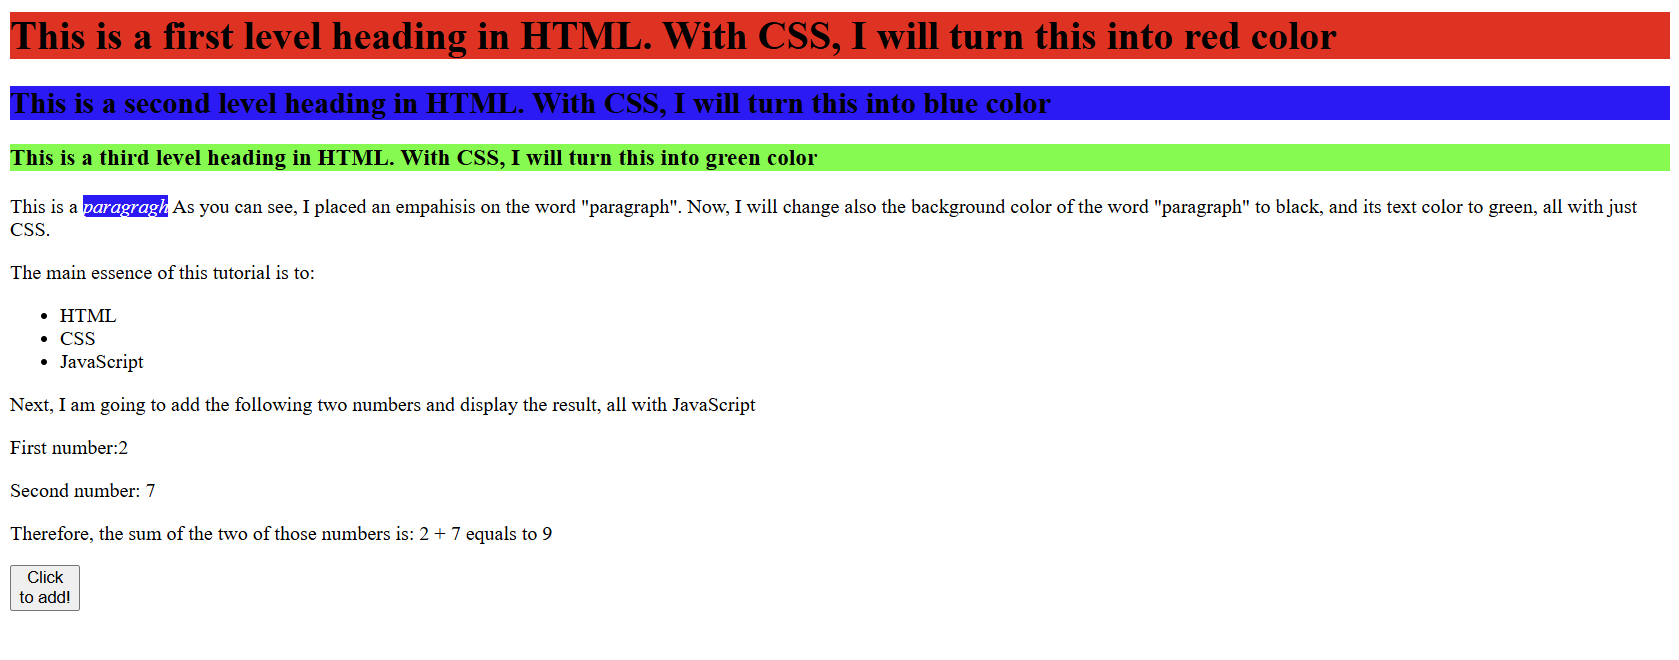 This is a first level heading in HTML. With CSS, I will turn this into red color
This is a second level heading in HTML. With CSS, I will turn this into blue color
This is a third level heading in HTML. With CSS, I will turn this into green color
This is a paragragh As you can see, I placed an empahisis on the word "paragraph". Now, I will change also the background color of the word "paragraph" to black, and its text color to green, all with just
CSS.
The main essence of this tutorial is to:
• HTML
• CSS
• JavaScript
Next, I am going to add the following two numbers and display the result, all with JavaScript
First number:2
Second number: 7
Therefore, the sum of the two of those numbers is: 2 + 7 equals to 9
Click
to add!